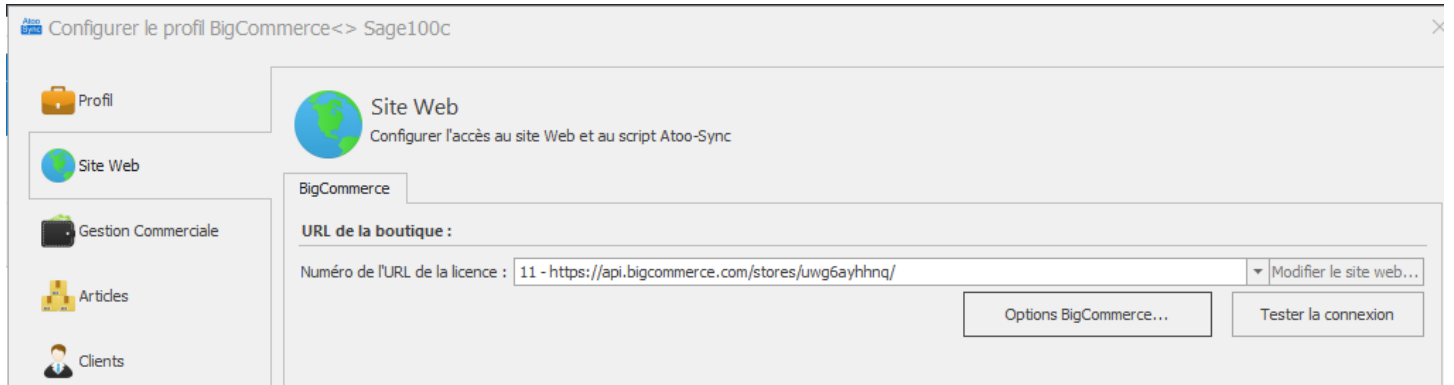 Atoo Sync
Configurer le profil BigCommerce<> Sage100c
Profil
Site Web
Gestion Commerciale
Articles
Clients
Site Web
Configurer l'accès au site Web et au script Atoo-Sync
BigCommerce
URL de la boutique :
Numéro de l'URL de la licence : 11 - https://api.bigcommerce.com/stores/uwg6ayhhnq/ Modifier le site web...
Options BigCommerce... Tester la connexion